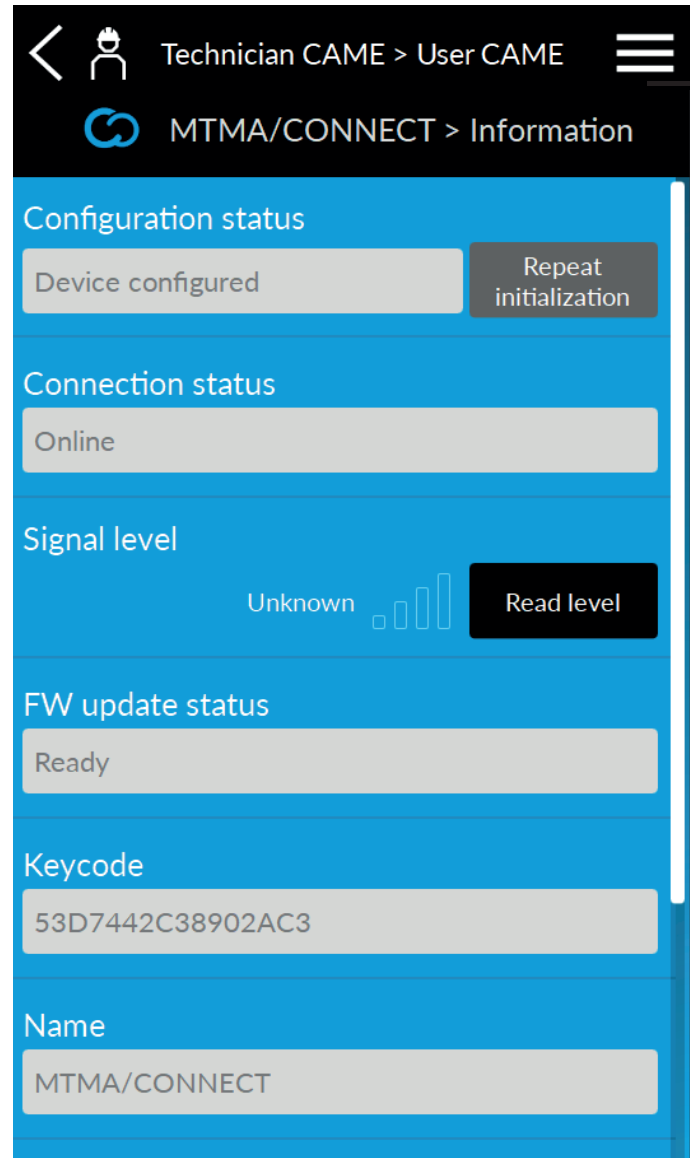 Technician CAME > User CAME
MTMA/CONNECT > Information
Configuration status
Device configured
Repeat
initialization
Connection status
Online
Signal level
Unknown
Read level
FW update status
Ready
Keycode
53D7442C38902AC3
Name
MTMA/CONNECT